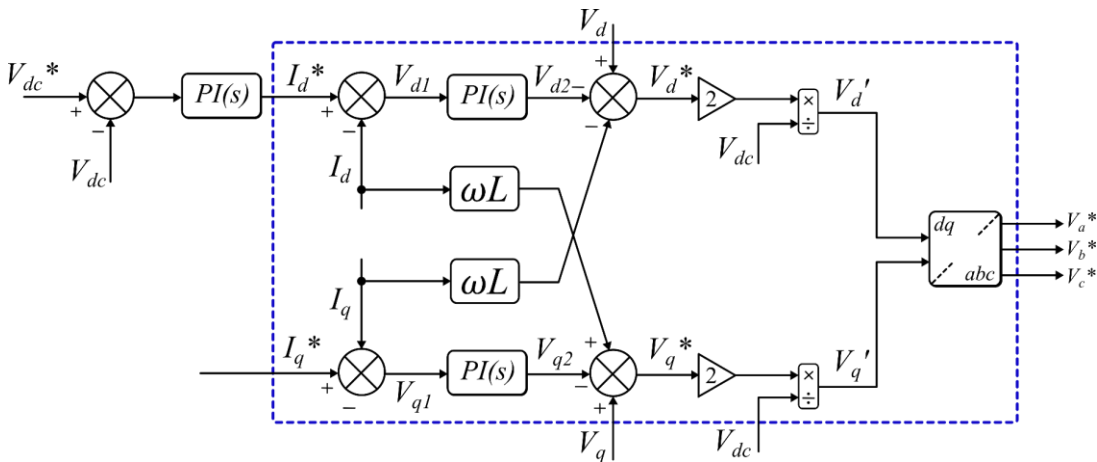 V_d
V_dc*
+
−
V_dc
PI(s)
I_d*
+
−
V_d1
PI(s)
V_d2
−
+
−
V_d*
2
×
÷
V_d'
V_dc
I_d
ωL
I_q
ωL
dq
abc
V_a*
V_b*
V_c*
I_q*
+
−
V_q1
PI(s)
V_q2
+
−
+
V_q*
2
×
÷
V_q'
V_q
V_dc